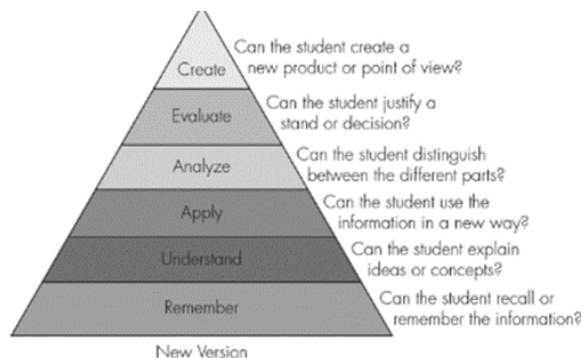 Create
Can the student create a
new product or point of view?
Evaluate
Can the student justify a
stand or decision?
Analyze
Can the student distinguish
between the different parts?
Apply
Can the student use the
information in a new way?
Understand
Can the student explain
ideas or concepts?
Remember
Can the student recall or
remember the information?
New Version